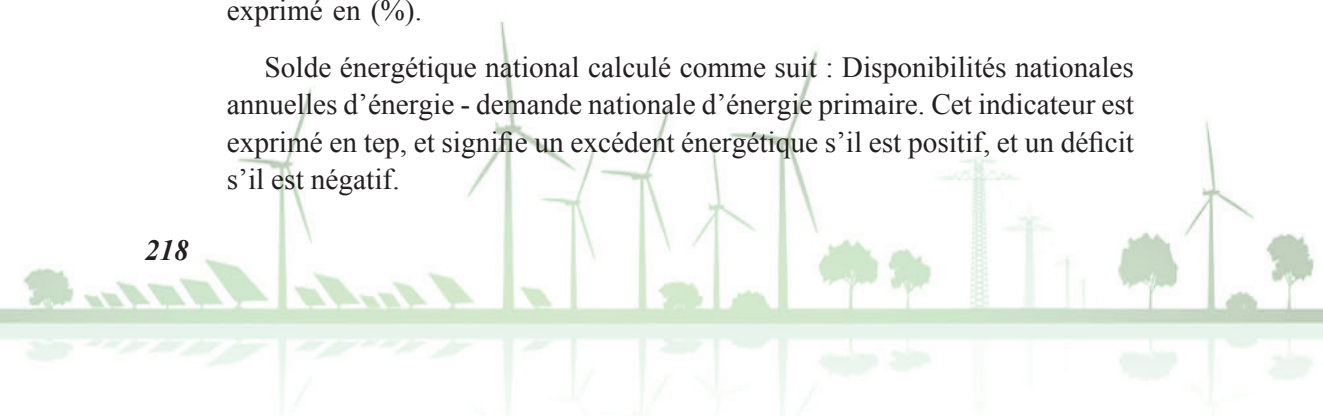 exprimé en (%).
Solde énergétique national calculé comme suit : Disponibilités nationales
annuelles d’énergie - demande nationale d’énergie primaire. Cet indicateur est
exprimé en tep, et signifie un excédent énergétique s’il est positif, et un déficit
s’il est négatif.
218